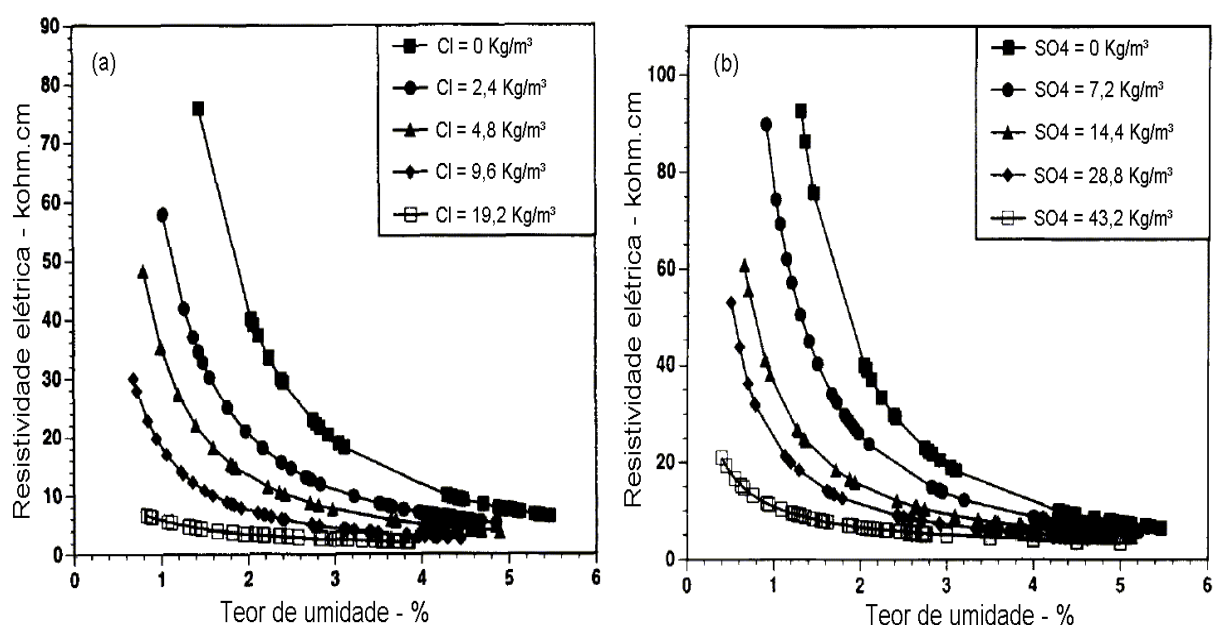 (a)
Cl = 0 Kg/m³
Cl = 2,4 Kg/m³
Cl = 4,8 Kg/m³
Cl = 9,6 Kg/m³
Cl = 19,2 Kg/m³
Resistividade elétrica - kohm.cm
90
80
70
60
50
40
30
20
10
0
0 1 2 3 4 5 6
Teor de umidade - %
(b)
SO4 = 0 Kg/m³
SO4 = 7,2 Kg/m³
SO4 = 14,4 Kg/m³
SO4 = 28,8 Kg/m³
SO4 = 43,2 Kg/m³
Resistividade elétrica - kohm.cm
100
80
60
40
20
0
0 1 2 3 4 5 6
Teor de umidade - %